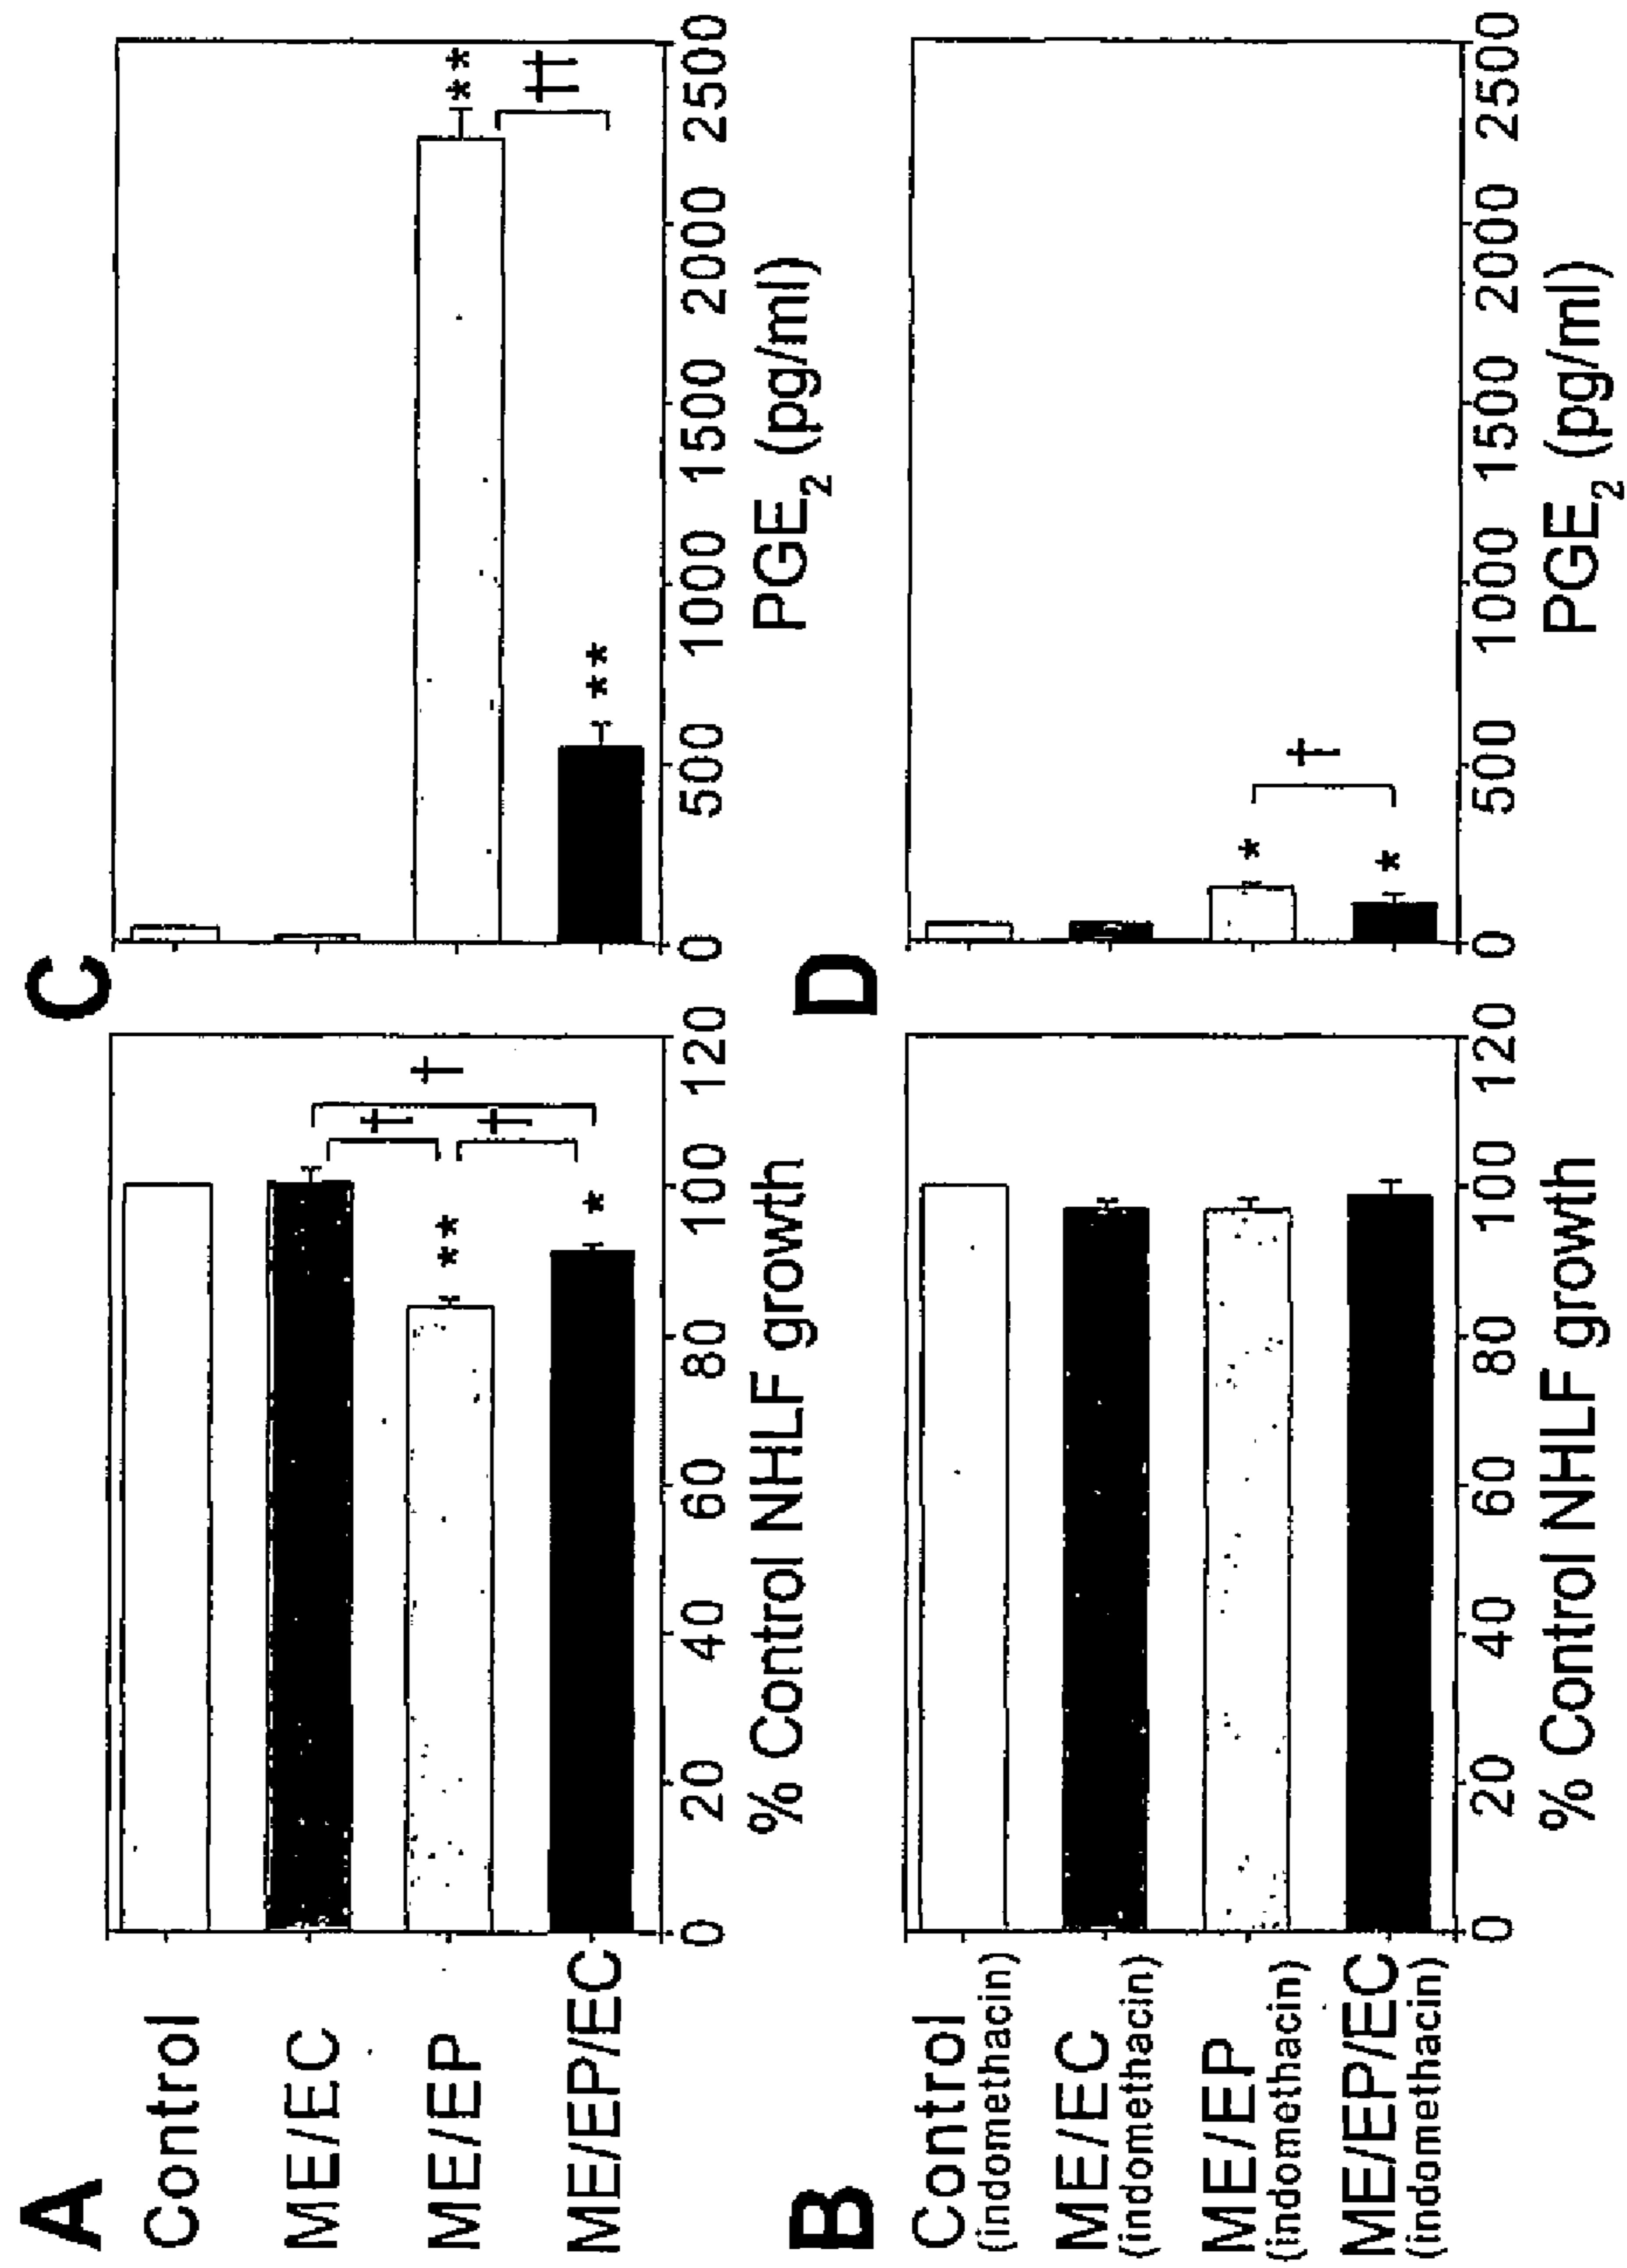 A
Control
ME/EC
ME/EP
ME/EP/EC
**
*
†
†
†
0 20 40 60 80 100 120
% Control NHLF growth
C
**
**
‡
0 500 1000 1500 2000 2500
PGE2 (pg/ml)
B
Control
(indomethacin)
ME/EC
(indomethacin)
ME/EP
(indomethacin)
ME/EP/EC
(indomethacin)
0 20 40 60 80 100 120
% Control NHLF growth
D
*
*
†
0 500 1000 1500 2000 2500
PGE2 (pg/ml)